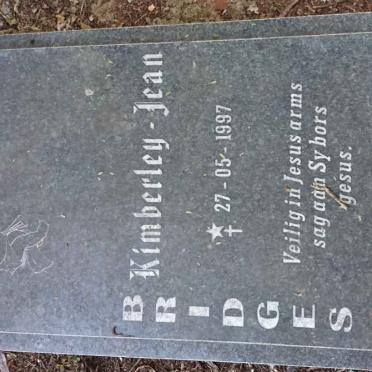 BRIDGES
Kimberley-Jean
27-05-1997
Veilig in Jesus arms
sag aan Sy bors
gesus.